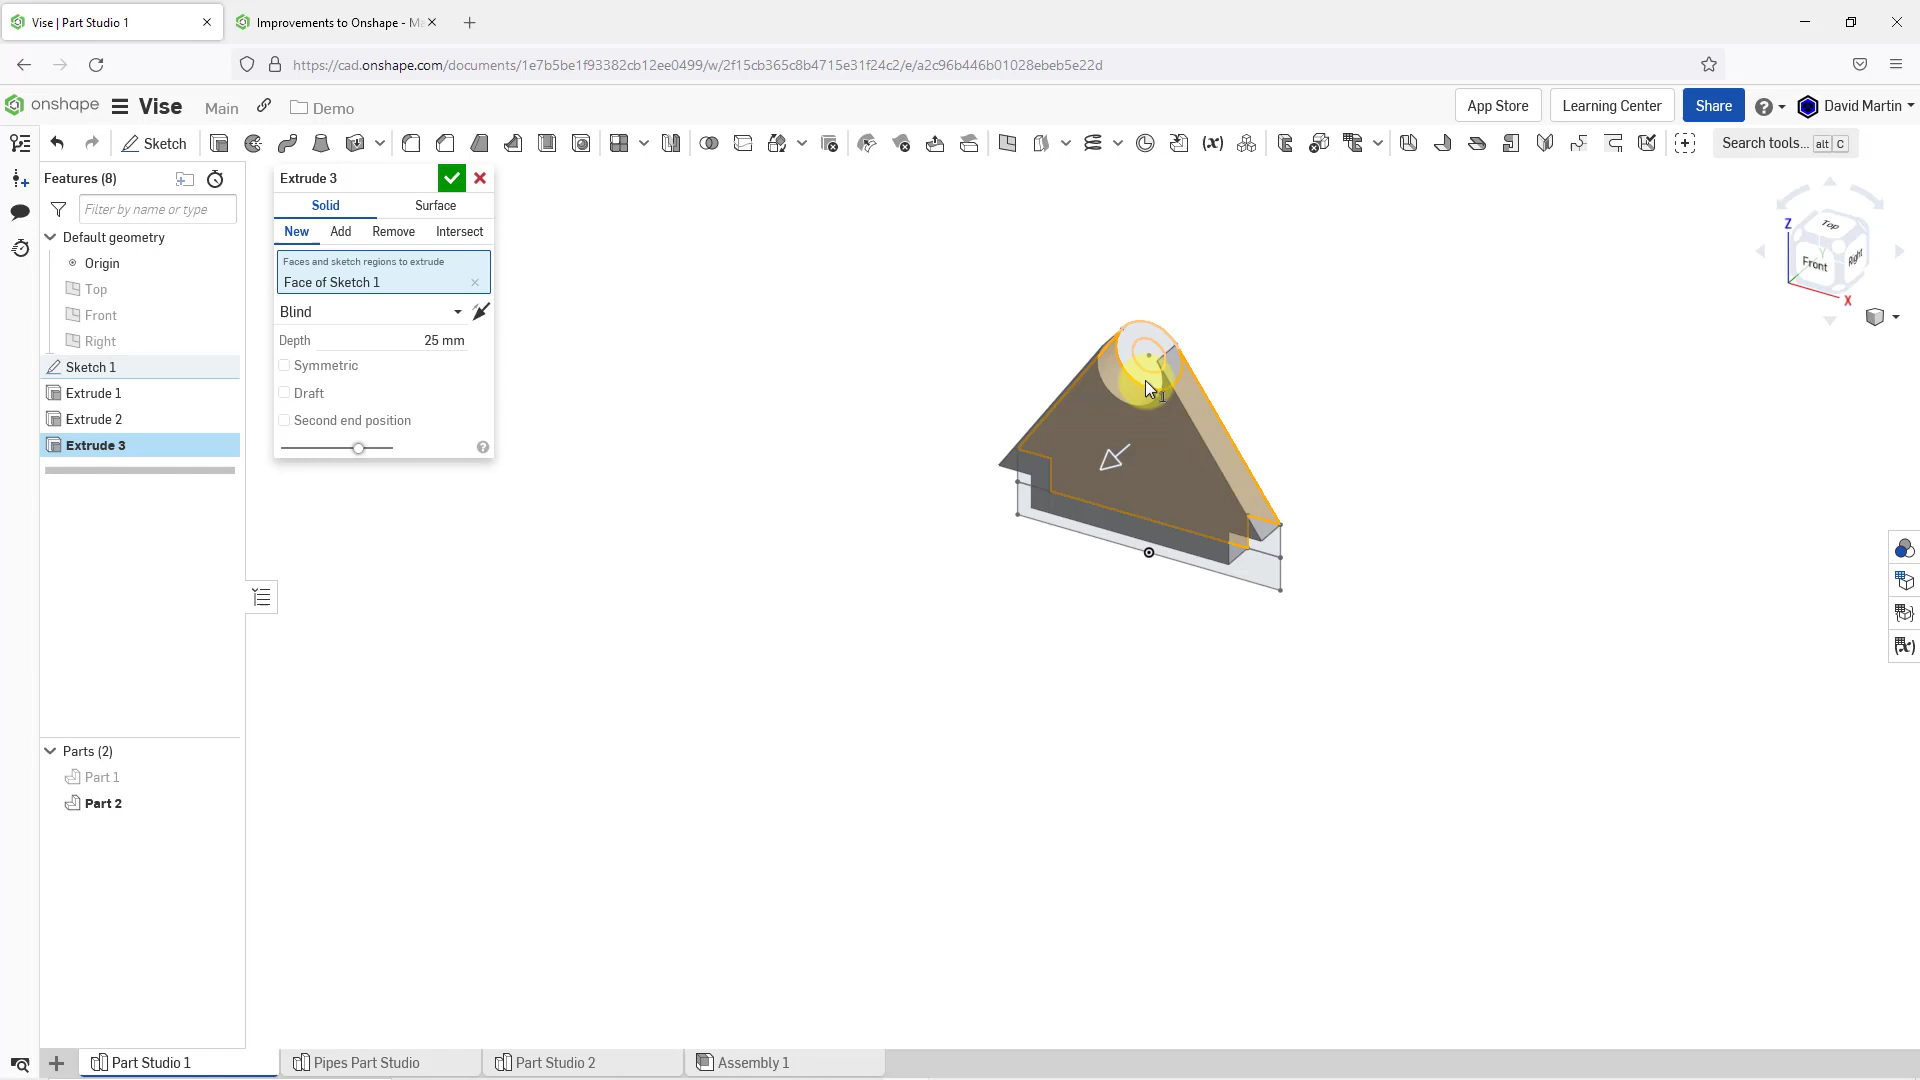 Vise | Part Studio 1
Improvements to Onshape - Ma
https://cad.onshape.com/documents/1e7b5be1f93382cb12ee0499/w/2f15cb365c8b4715e31f24c2/e/a2c96b446b01028ebeb5e22d
onshape Vise Main Demo
App Store Learning Center Share David Martin
Sketch
Search tools... alt C
Features (8)
Filter by name or type
Default geometry
Origin
Top
Front
Right
Sketch 1
Extrude 1
Extrude 2
Extrude 3
Parts (2)
Part 1
Part 2
Extrude 3
Solid Surface
New Add Remove Intersect
Faces and sketch regions to extrude
Face of Sketch 1
Blind
Depth 25 mm
Symmetric
Draft
Second end position
1
Z
Top
Y
Front
Right
X
Part Studio 1 Pipes Part Studio Part Studio 2 Assembly 1